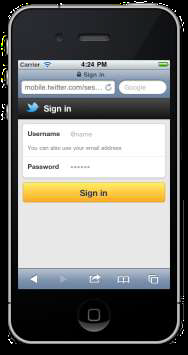 Carrier 4:24 PM
Sign in
mobile.twitter.com/ses... Google
Sign in
Username @name
You can also use your email address
Password ••••••
Sign in